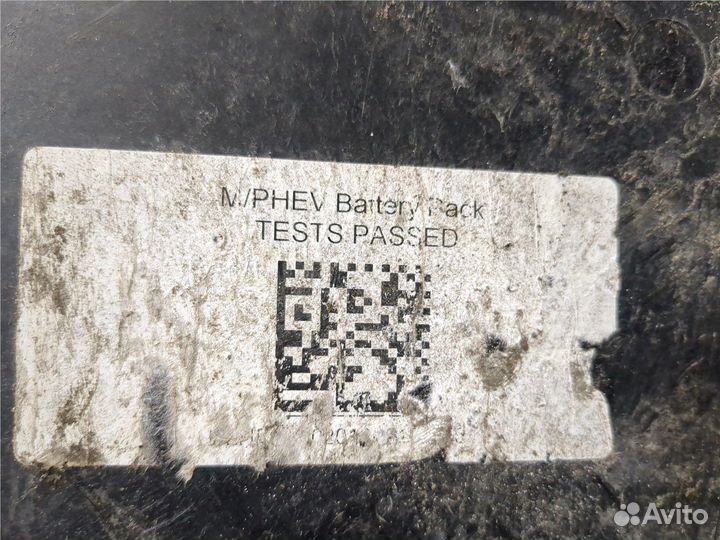 M/PHEV Battery Pack
TESTS PASSED
Avito